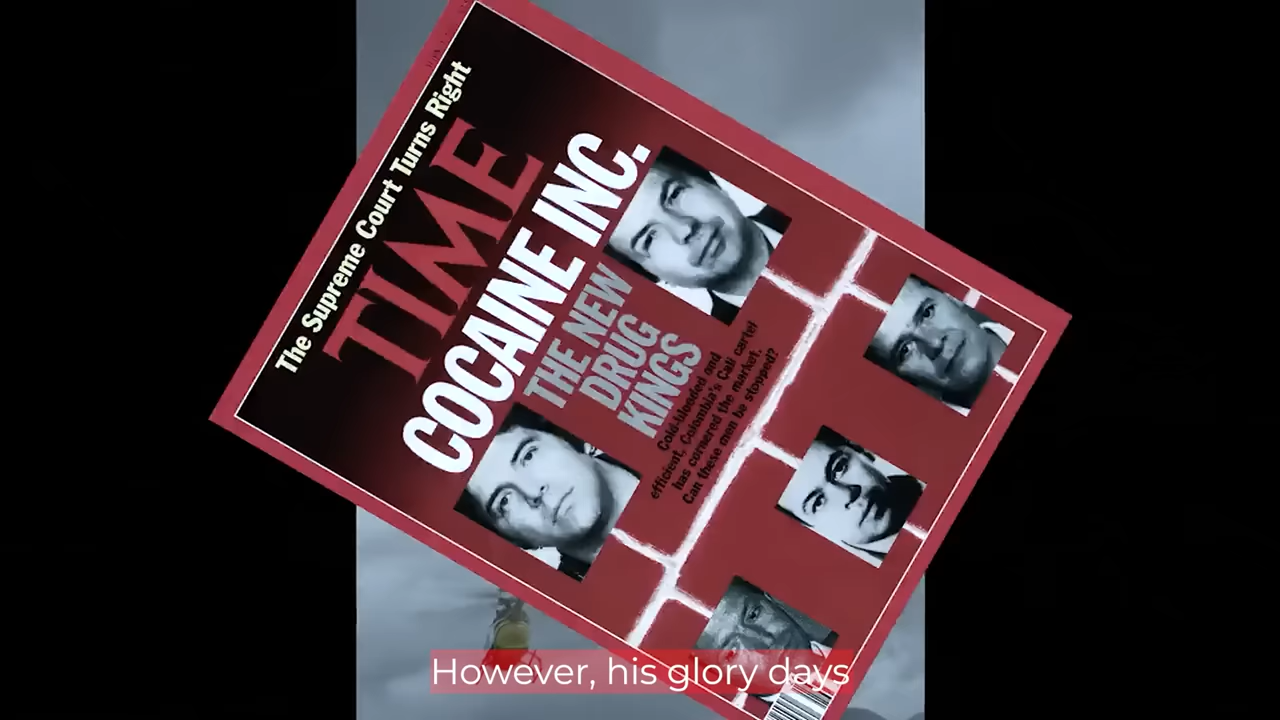 The Supreme Court Turns Right
TIME
COCAINE INC.
THE NEW
DRUG
KINGS
Cold-blooded and
efficient, Colombia's Cali cartel
has cornered the market.
Can these men be stopped?
However, his glory days